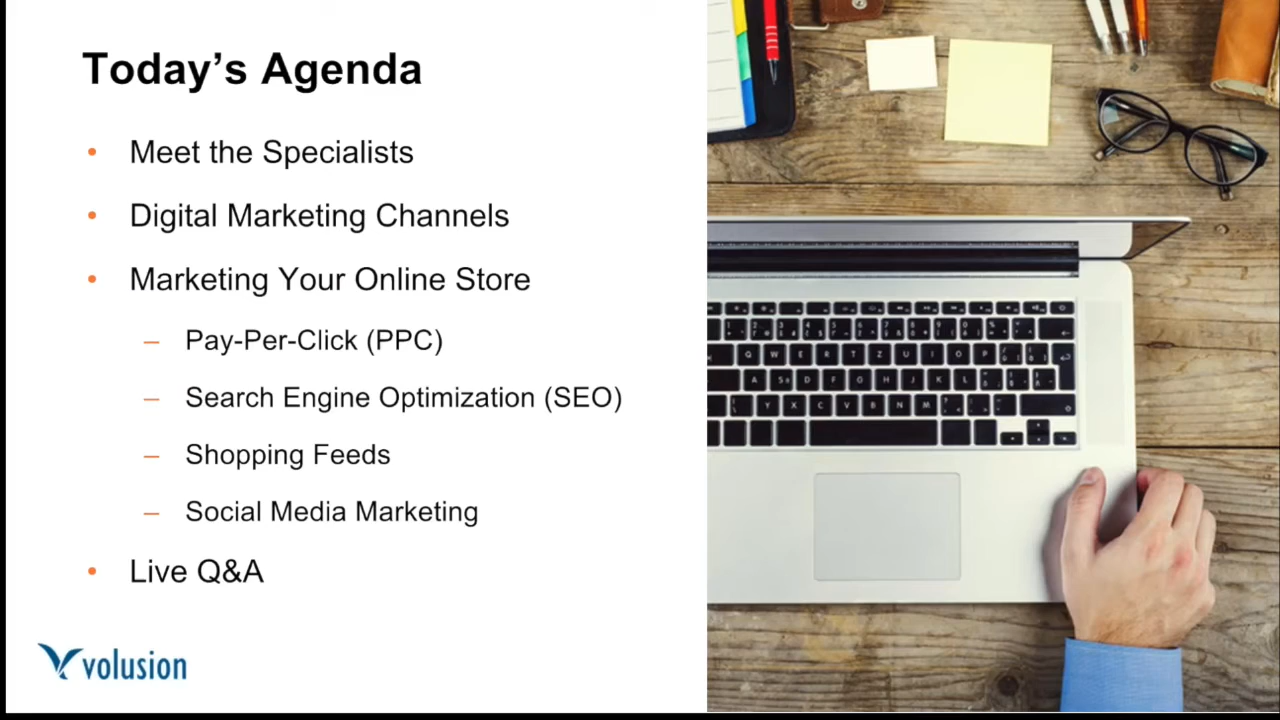 Today’s Agenda
• Meet the Specialists
• Digital Marketing Channels
• Marketing Your Online Store
– Pay-Per-Click (PPC)
– Search Engine Optimization (SEO)
– Shopping Feeds
– Social Media Marketing
• Live Q&A
volusion
Q W E R T Z U I O P
A S D F G H J K L
Y X C V B N M